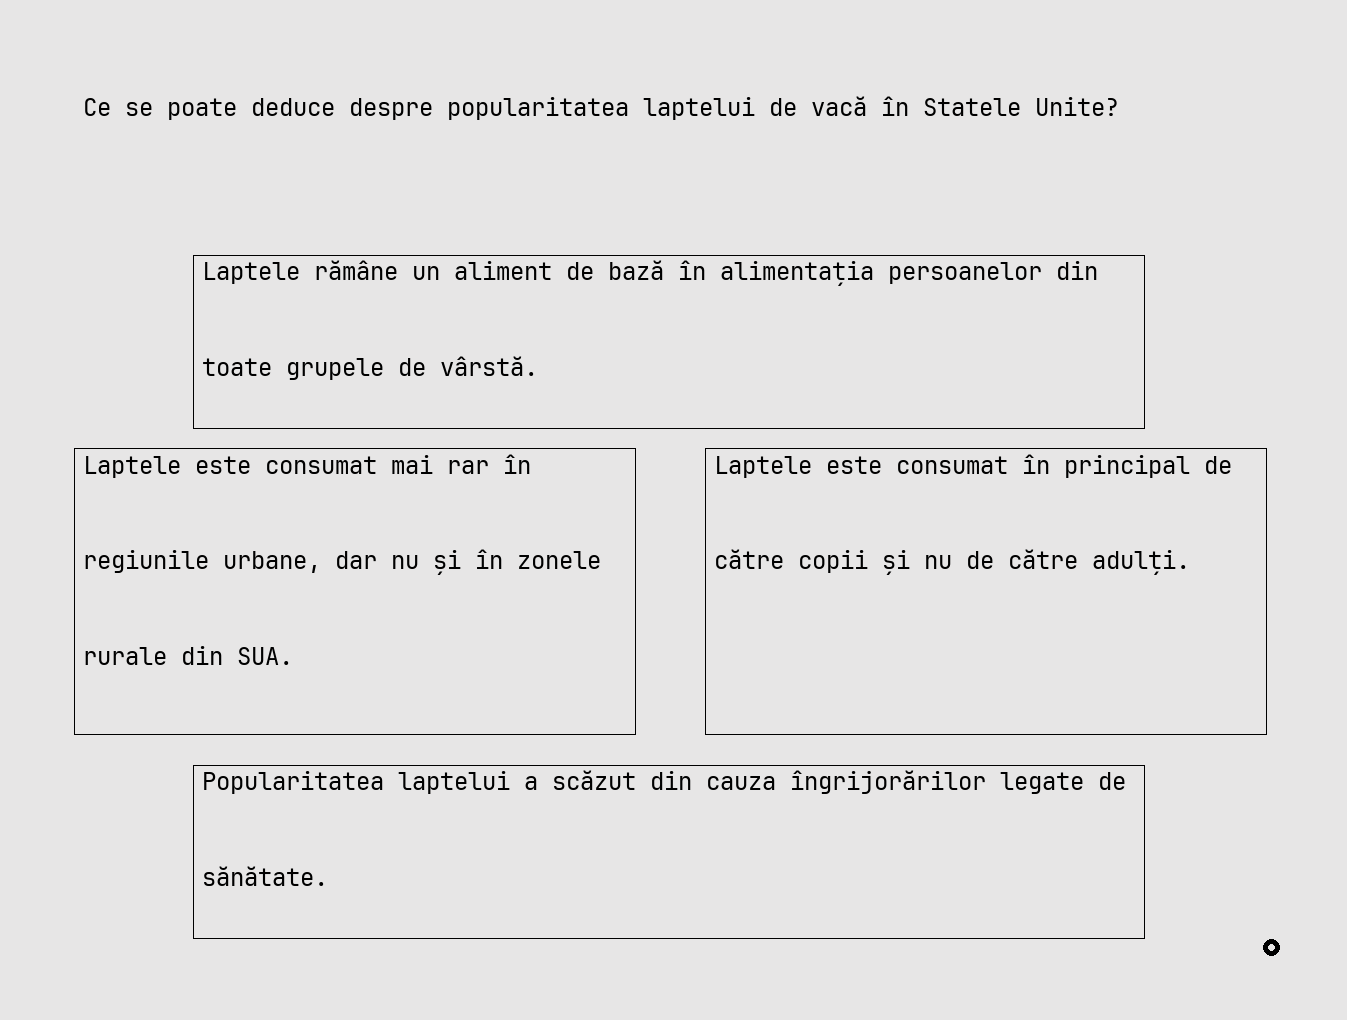 Ce se poate deduce despre popularitatea laptelui de vacă în Statele Unite?
Laptele rămâne un aliment de bază în alimentația persoanelor din
toate grupele de vârstă.
Laptele este consumat mai rar în
regiunile urbane, dar nu și în zonele
rurale din SUA.
Laptele este consumat în principal de
către copii și nu de către adulți.
Popularitatea laptelui a scăzut din cauza îngrijorărilor legate de
sănătate.